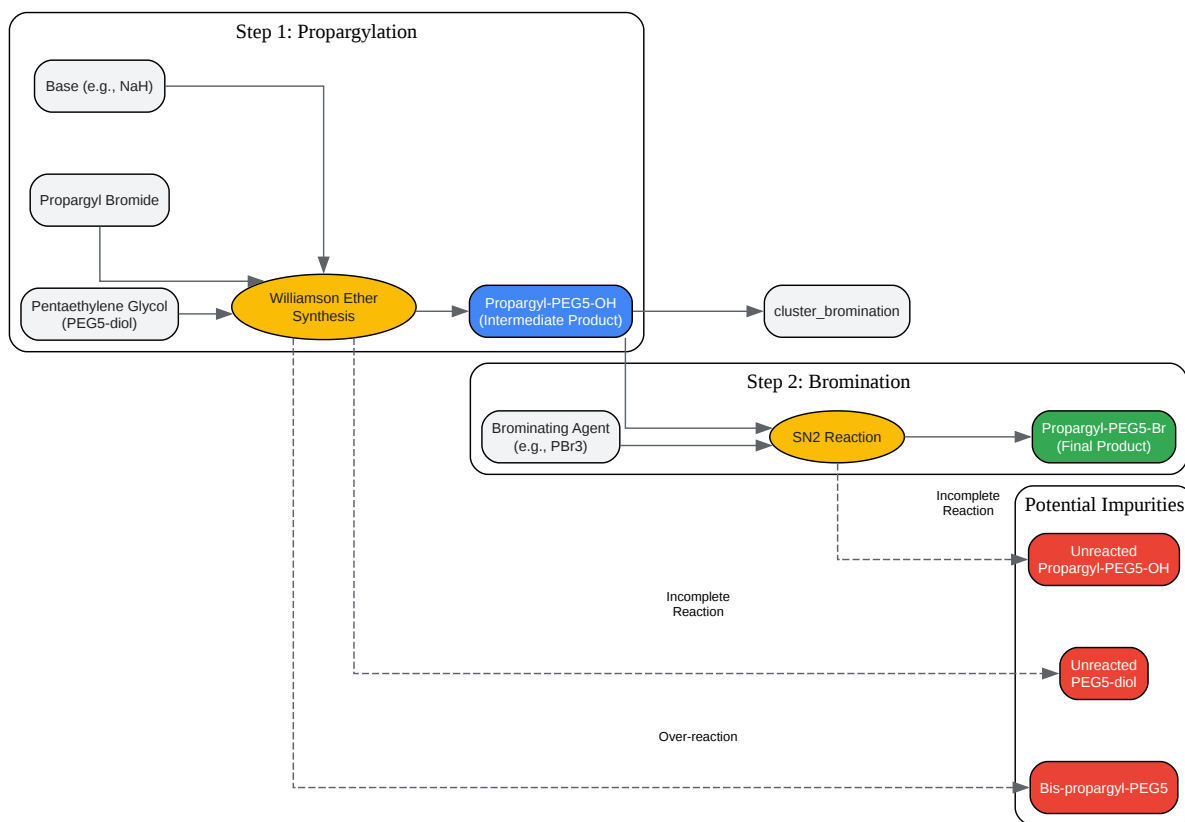 Step 1: Propargylation
Base (e.g., NaH)
Propargyl Bromide
Pentaethylene Glycol
(PEG5-diol)
Williamson Ether
Synthesis
Propargyl-PEG5-OH
(Intermediate Product)
cluster_bromination
Step 2: Bromination
Brominating Agent
(e.g., PBr3)
SN2 Reaction
Propargyl-PEG5-Br
(Final Product)
Incomplete
Reaction
Potential Impurities
Unreacted
Propargyl-PEG5-OH
Incomplete
Reaction
Unreacted
PEG5-diol
Over-reaction
Bis-propargyl-PEG5